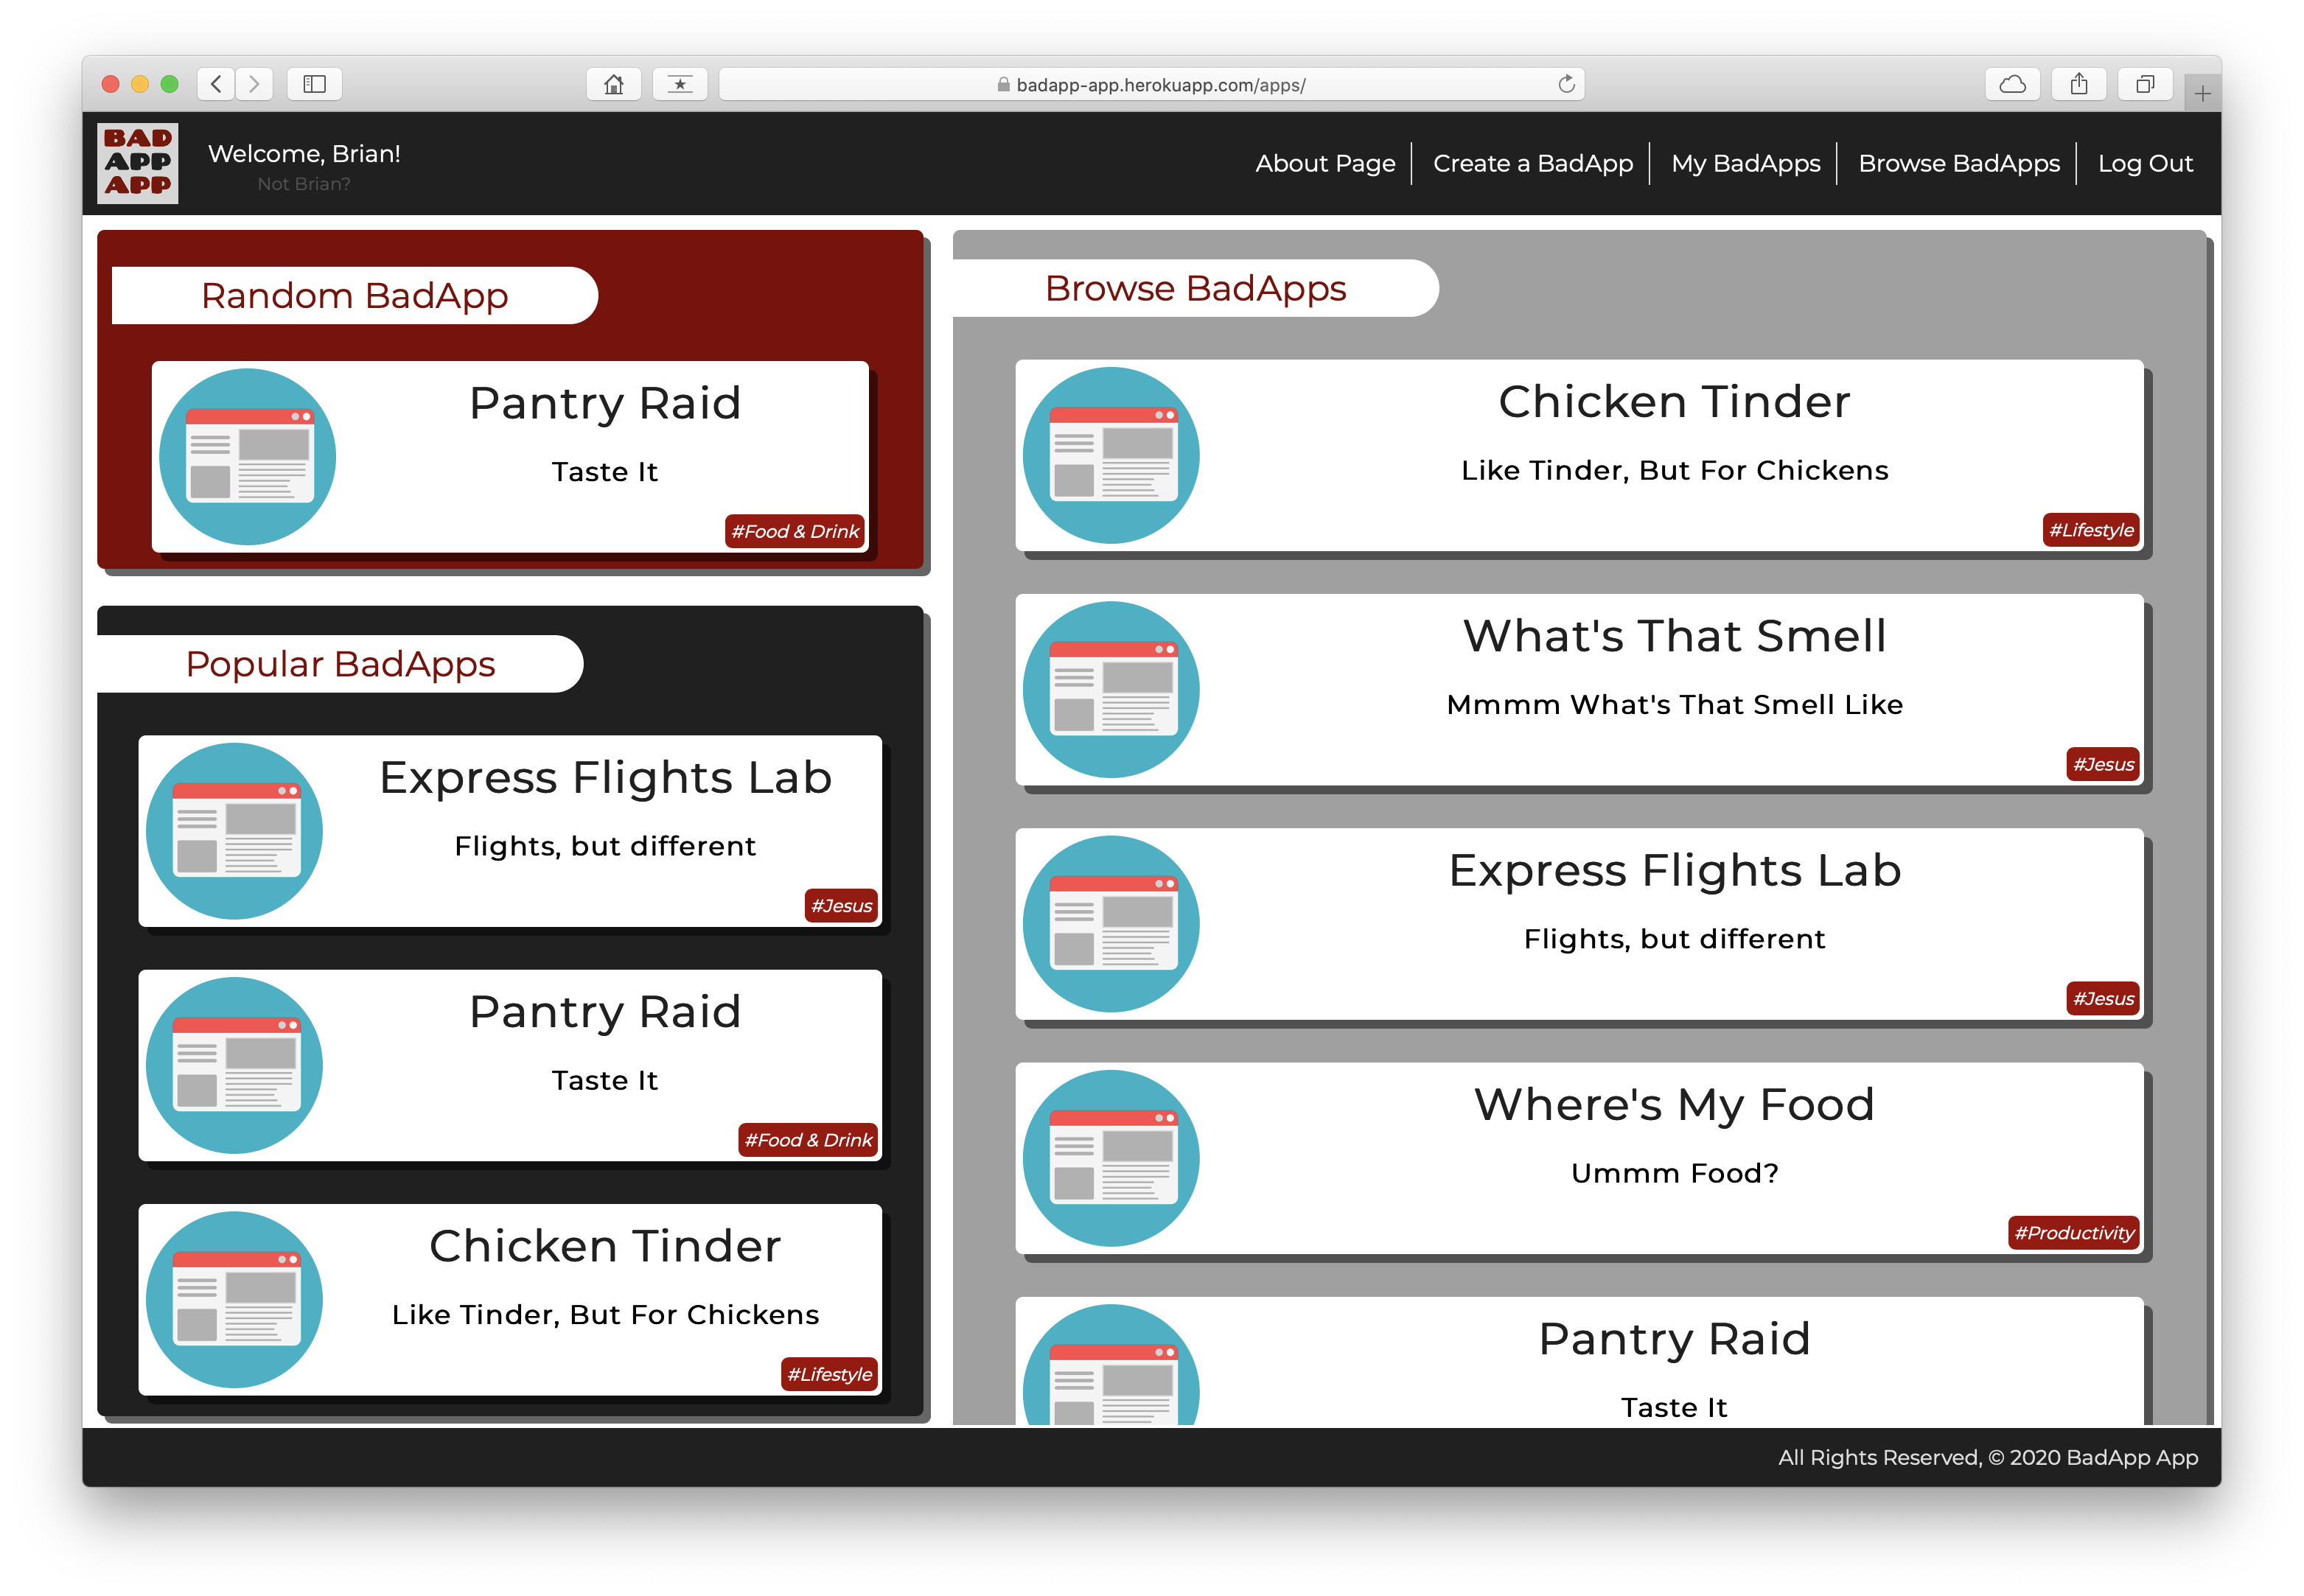 badapp-app.herokuapp.com/apps/
BAD
APP
APP
Welcome, Brian!
Not Brian?
About Page
Create a BadApp
My BadApps
Browse BadApps
Log Out
Random BadApp
Pantry Raid
Taste It
#Food & Drink
Popular BadApps
Express Flights Lab
Flights, but different
#Jesus
Pantry Raid
Taste It
#Food & Drink
Chicken Tinder
Like Tinder, But For Chickens
#Lifestyle
Browse BadApps
Chicken Tinder
Like Tinder, But For Chickens
#Lifestyle
What's That Smell
Mmmm What's That Smell Like
#Jesus
Express Flights Lab
Flights, but different
#Jesus
Where's My Food
Ummm Food?
#Productivity
Pantry Raid
Taste It
All Rights Reserved, © 2020 BadApp App